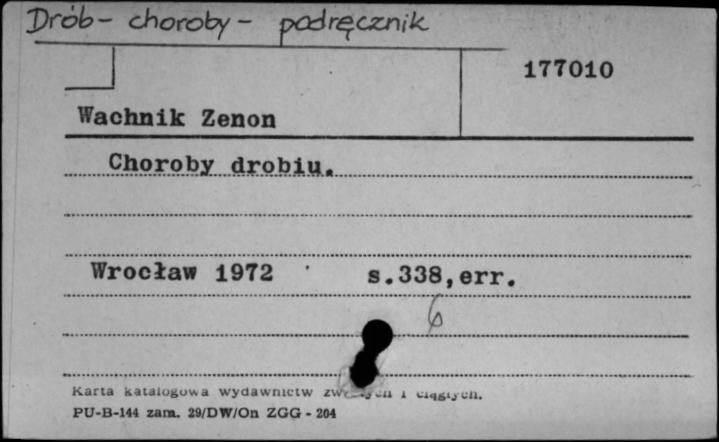 Drób - choroby - podręcznik
177010
Wachnik Zenon
Choroby drobiu.
Wrocław 1972 s.338,err.
6
Karta katalogowa wydawnictw i ciągłych.
PU-B-144 zam. 29/DW/On ZGG - 204